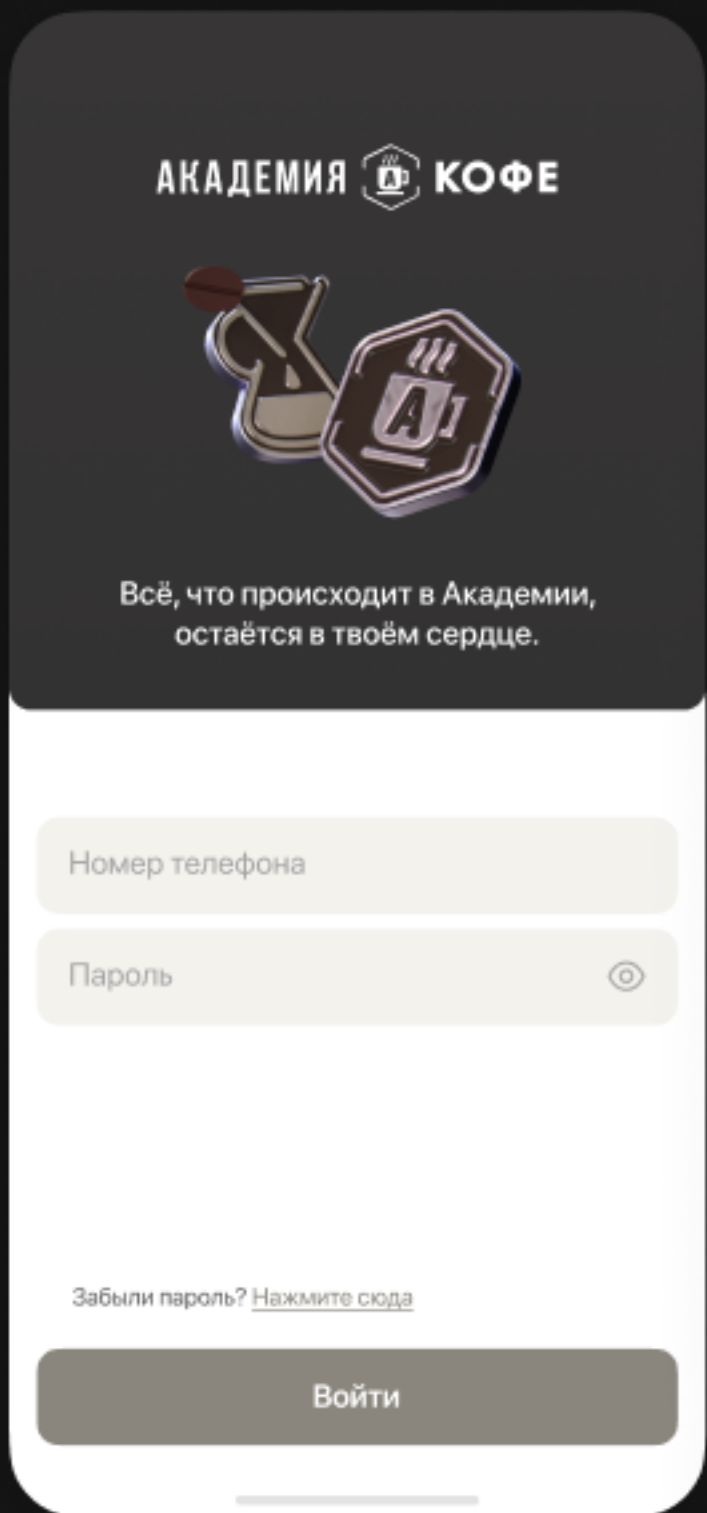 АКАДЕМИЯ А КОФЕ
А
Всё, что происходит в Академии,
остаётся в твоём сердце.
Номер телефона
Пароль
Забыли пароль? Нажмите сюда
Войти